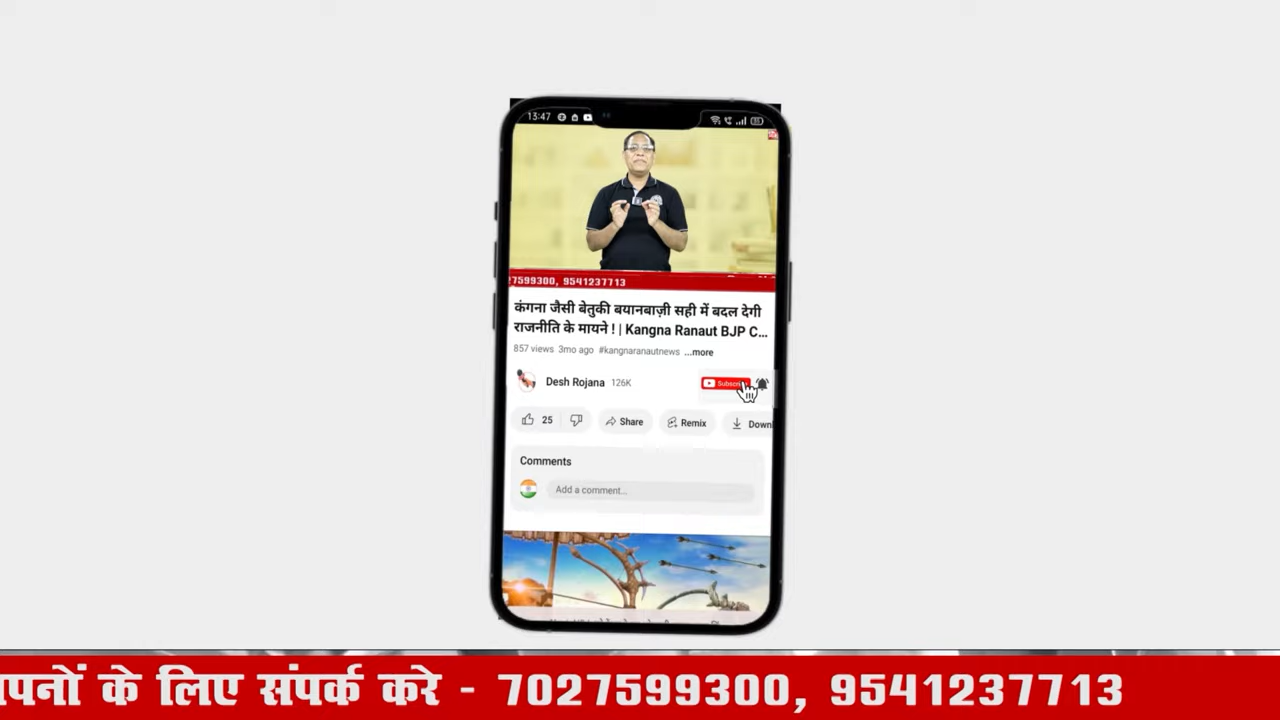 13:47
7599300, 9541237713
कंगना जैसी बेतुकी बयानबाज़ी सही में बदल देगी
राजनीति के मायने ! | Kangna Ranaut BJP C...
857 views 3mo ago #kangnaranautnews ...more
Desh Rojana 126K
25 Share Remix Downl
Comments
Add a comment...
पनों के लिए संपर्क करे - 7027599300, 9541237713